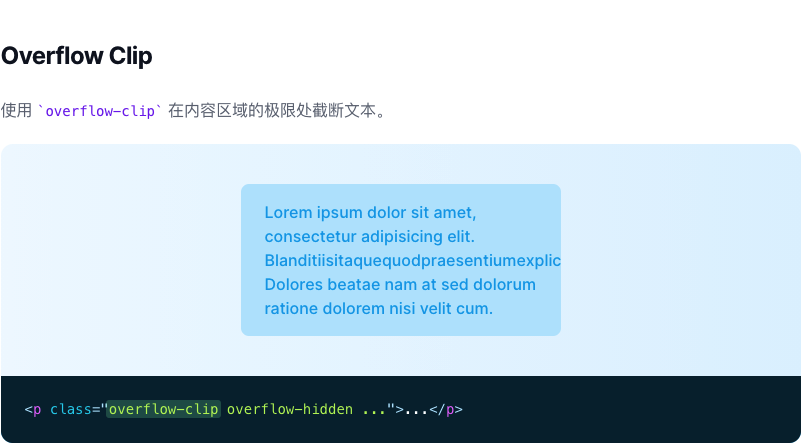 Overflow Clip
使用 `overflow-clip` 在内容区域的极限处截断文本。
Lorem ipsum dolor sit amet,
consectetur adipisicing elit.
Blanditiisitaquequodpraesentiumexplic
Dolores beatae nam at sed dolorum
ratione dolorem nisi velit cum.
<p class="overflow-clip overflow-hidden ...">...</p>